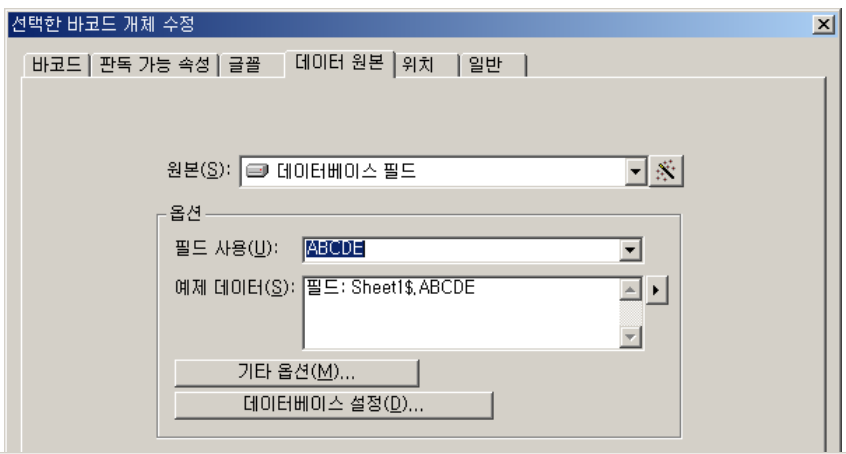 선택한 바코드 개체 수정
바코드 판독 가능 속성 글꼴 데이터 원본 위치 일반
원본(S): 데이터베이스 필드
옵션
필드 사용(U): ABCDE
예제 데이터(S): 필드: Sheet1$,ABCDE
기타 옵션(M)...
데이터베이스 설정(D)...